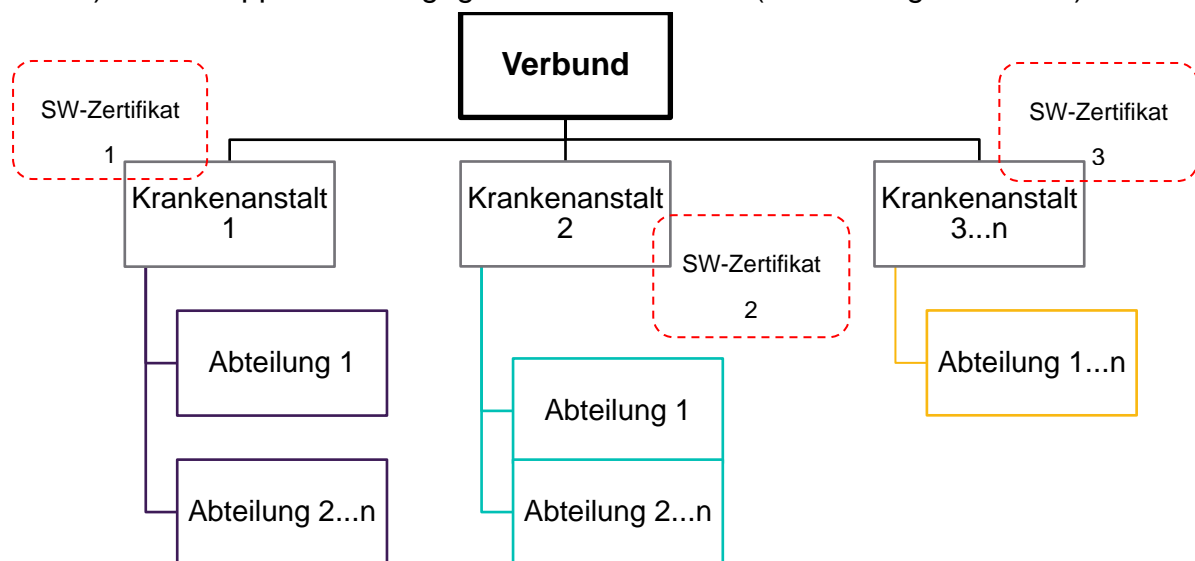 Verbund
SW-Zertifikat
1
SW-Zertifikat
3
Krankenanstalt
1
Krankenanstalt
2
Krankenanstalt
3...n
SW-Zertifikat
2
Abteilung 1
Abteilung 2...n
Abteilung 1
Abteilung 2...n
Abteilung 1...n